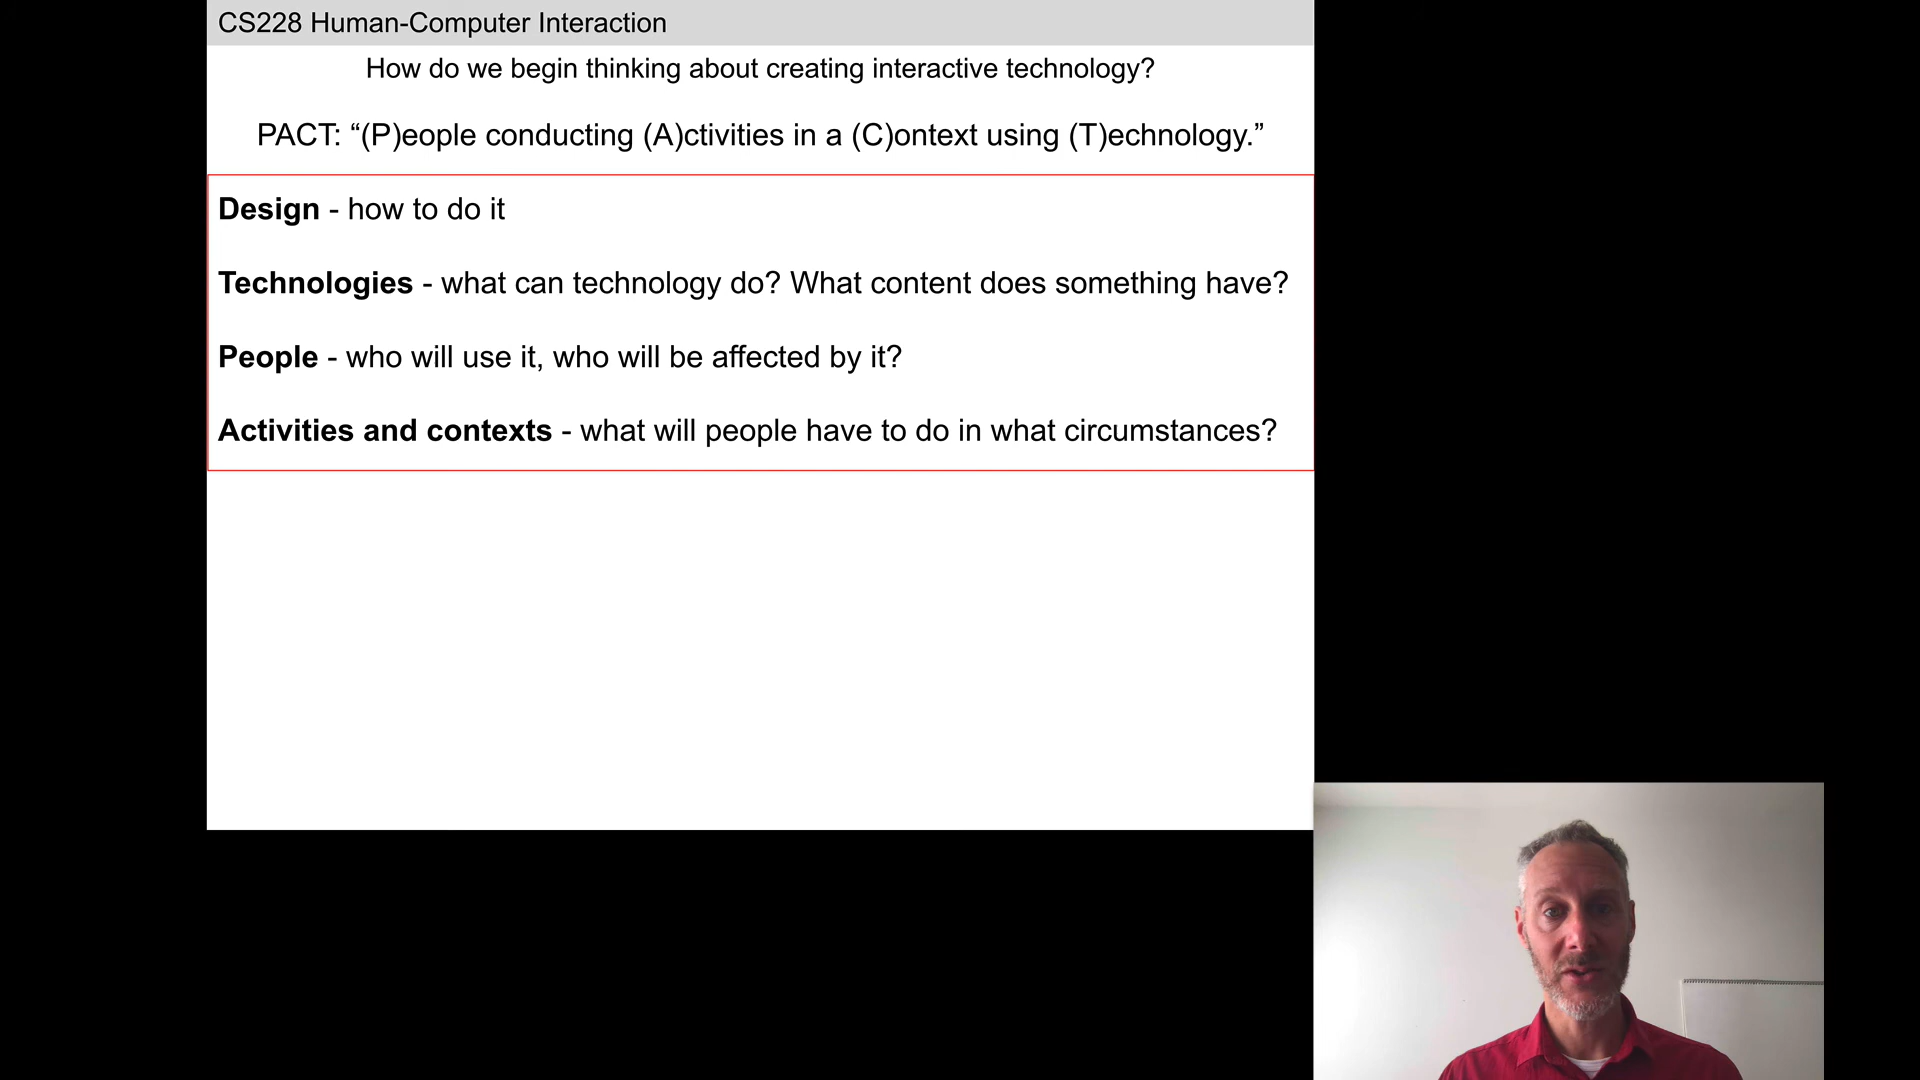 CS228 Human-Computer Interaction
How do we begin thinking about creating interactive technology?
PACT: “(P)eople conducting (A)ctivities in a (C)ontext using (T)echnology.”
Design - how to do it
Technologies - what can technology do? What content does something have?
People - who will use it, who will be affected by it?
Activities and contexts - what will people have to do in what circumstances?